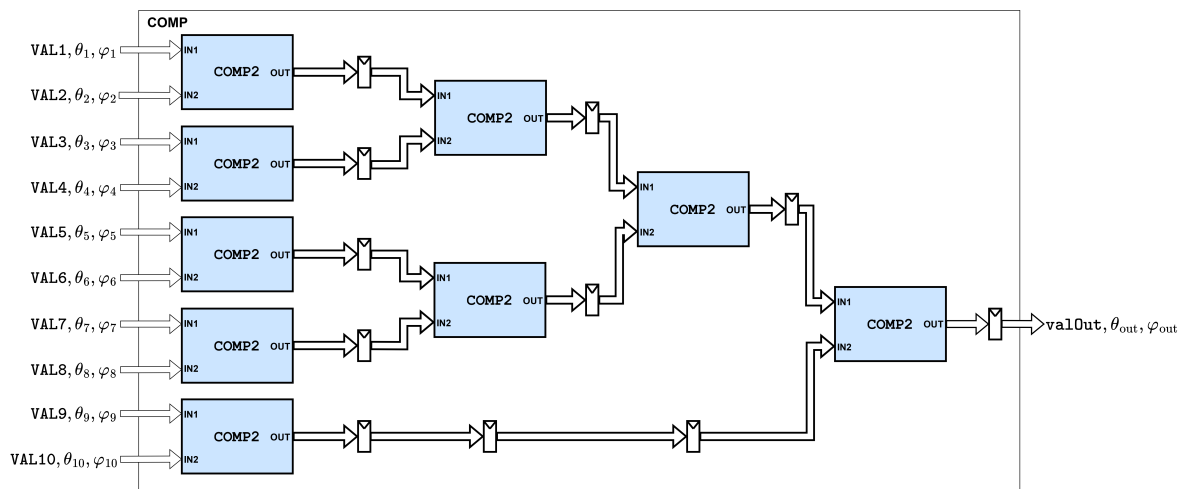 COMP
VAL1, θ₁, φ₁
IN1
COMP2
OUT
VAL2, θ₂, φ₂
IN2
VAL3, θ₃, φ₃
IN1
COMP2
OUT
VAL4, θ₄, φ₄
IN2
VAL5, θ₅, φ₅
IN1
COMP2
OUT
VAL6, θ₆, φ₆
IN2
VAL7, θ₇, φ₇
IN1
COMP2
OUT
VAL8, θ₈, φ₈
IN2
VAL9, θ₉, φ₉
IN1
COMP2
OUT
VAL10, θ₁₀, φ₁₀
IN2
IN1
COMP2
OUT
IN2
IN1
COMP2
OUT
IN2
IN1
COMP2
OUT
IN2
IN1
COMP2
OUT
IN2
valOut, θout, φout